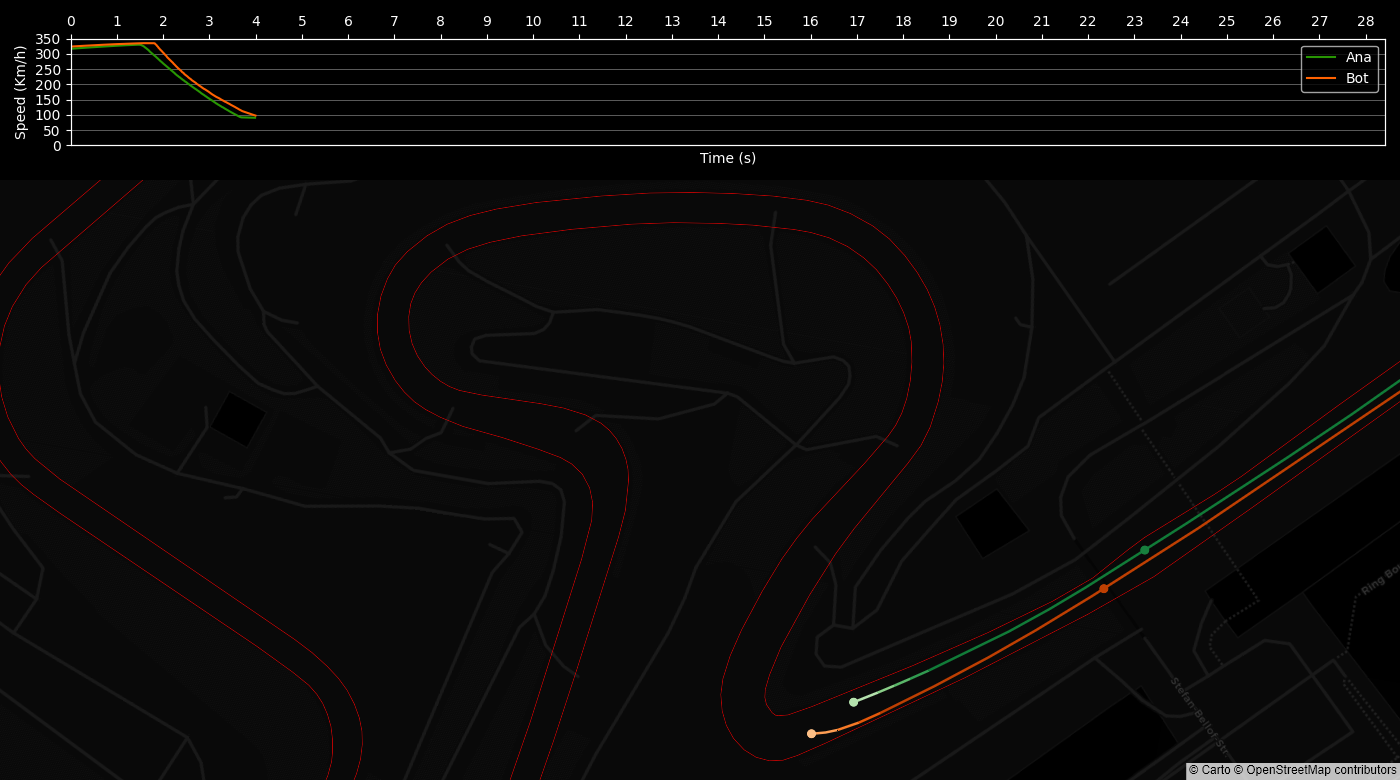 0 1 2 3 4 5 6 7 8 9 10 11 12 13 14 15 16 17 18 19 20 21 22 23 24 25 26 27 28
350
300
250
200
150
100
50
0
Speed (Km/h)
Ana
Bot
Time (s)
Ring Bo
Stefan-Bellof-Str
© Carto © OpenStreetMap contributors